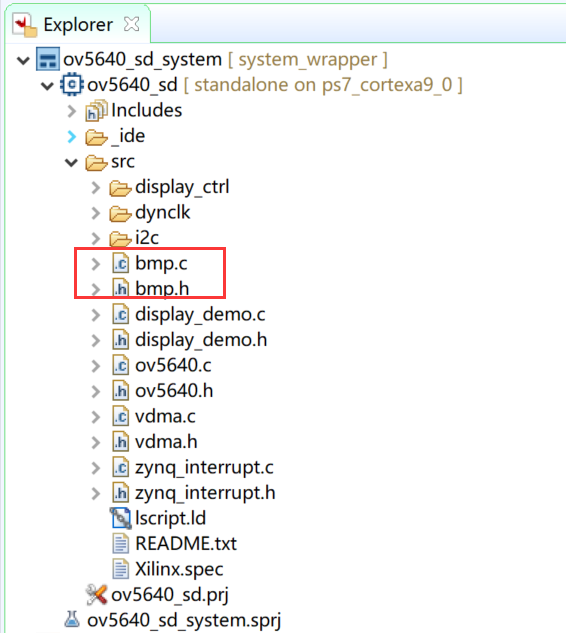 Explorer
ov5640_sd_system [ system_wrapper ]
ov5640_sd [ standalone on ps7_cortexa9_0 ]
Includes
_ide
src
display_ctrl
dynclk
i2c
bmp.c
bmp.h
display_demo.c
display_demo.h
ov5640.c
ov5640.h
vdma.c
vdma.h
zynq_interrupt.c
zynq_interrupt.h
lscript.ld
README.txt
Xilinx.spec
ov5640_sd.prj
ov5640_sd_system.sprj